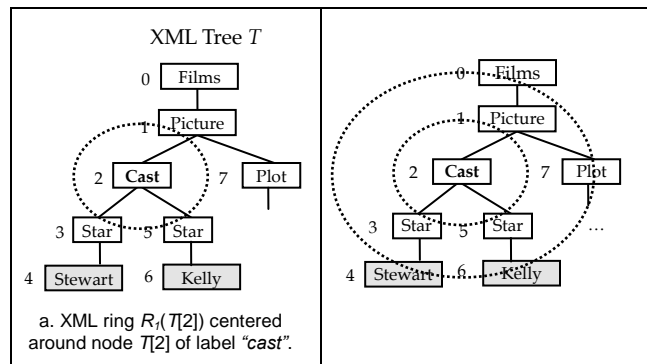 XML Tree T
0 Films
1 Picture
2 Cast 7 Plot
3 Star 5 Star
4 Stewart 6 Kelly
a. XML ring R1(T[2]) centered
around node T[2] of label "cast".
0 Films
1 Picture
2 Cast 7 Plot
3 Star 5 Star ...
4 Stewart 6 Kelly